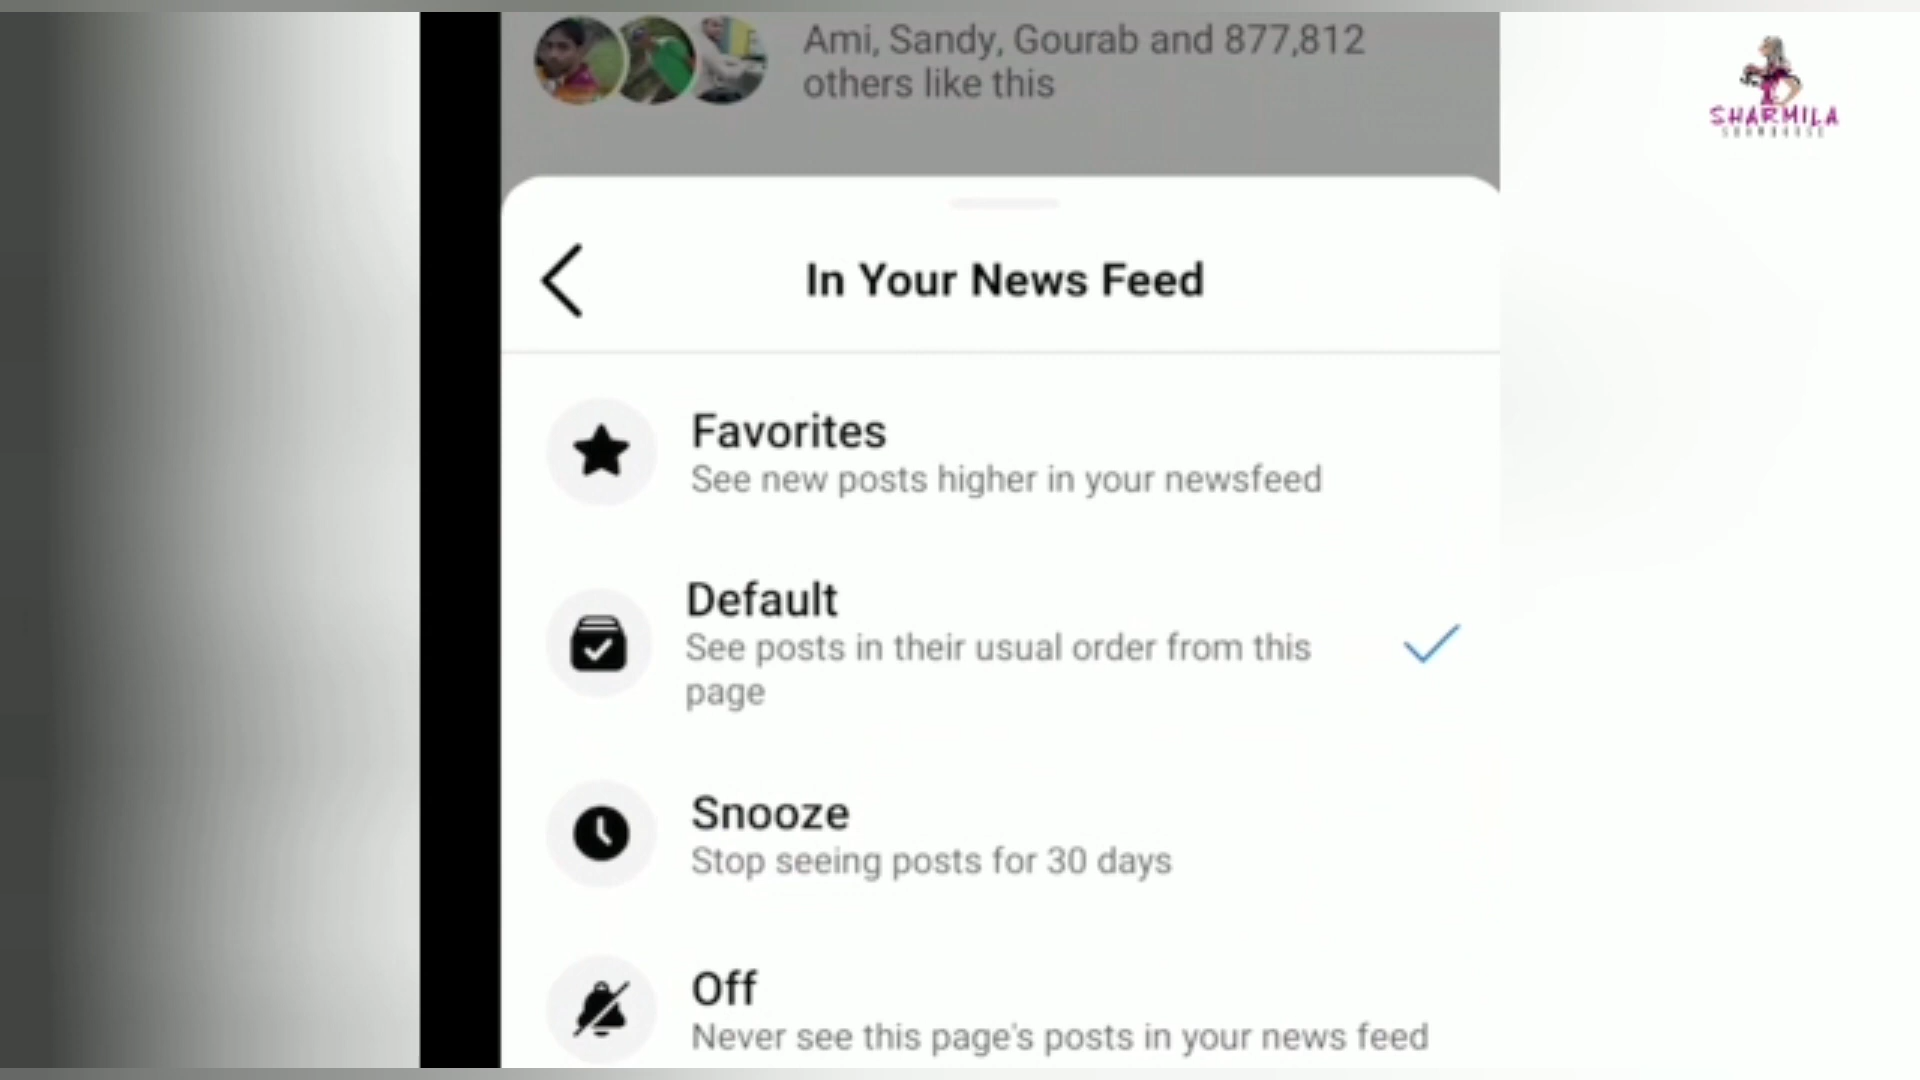 Ami, Sandy, Gourab and 877,812
others like this
SHARMILA
In Your News Feed
Favorites
See new posts higher in your newsfeed
Default
See posts in their usual order from this
page
Snooze
Stop seeing posts for 30 days
Off
Never see this page's posts in your news feed